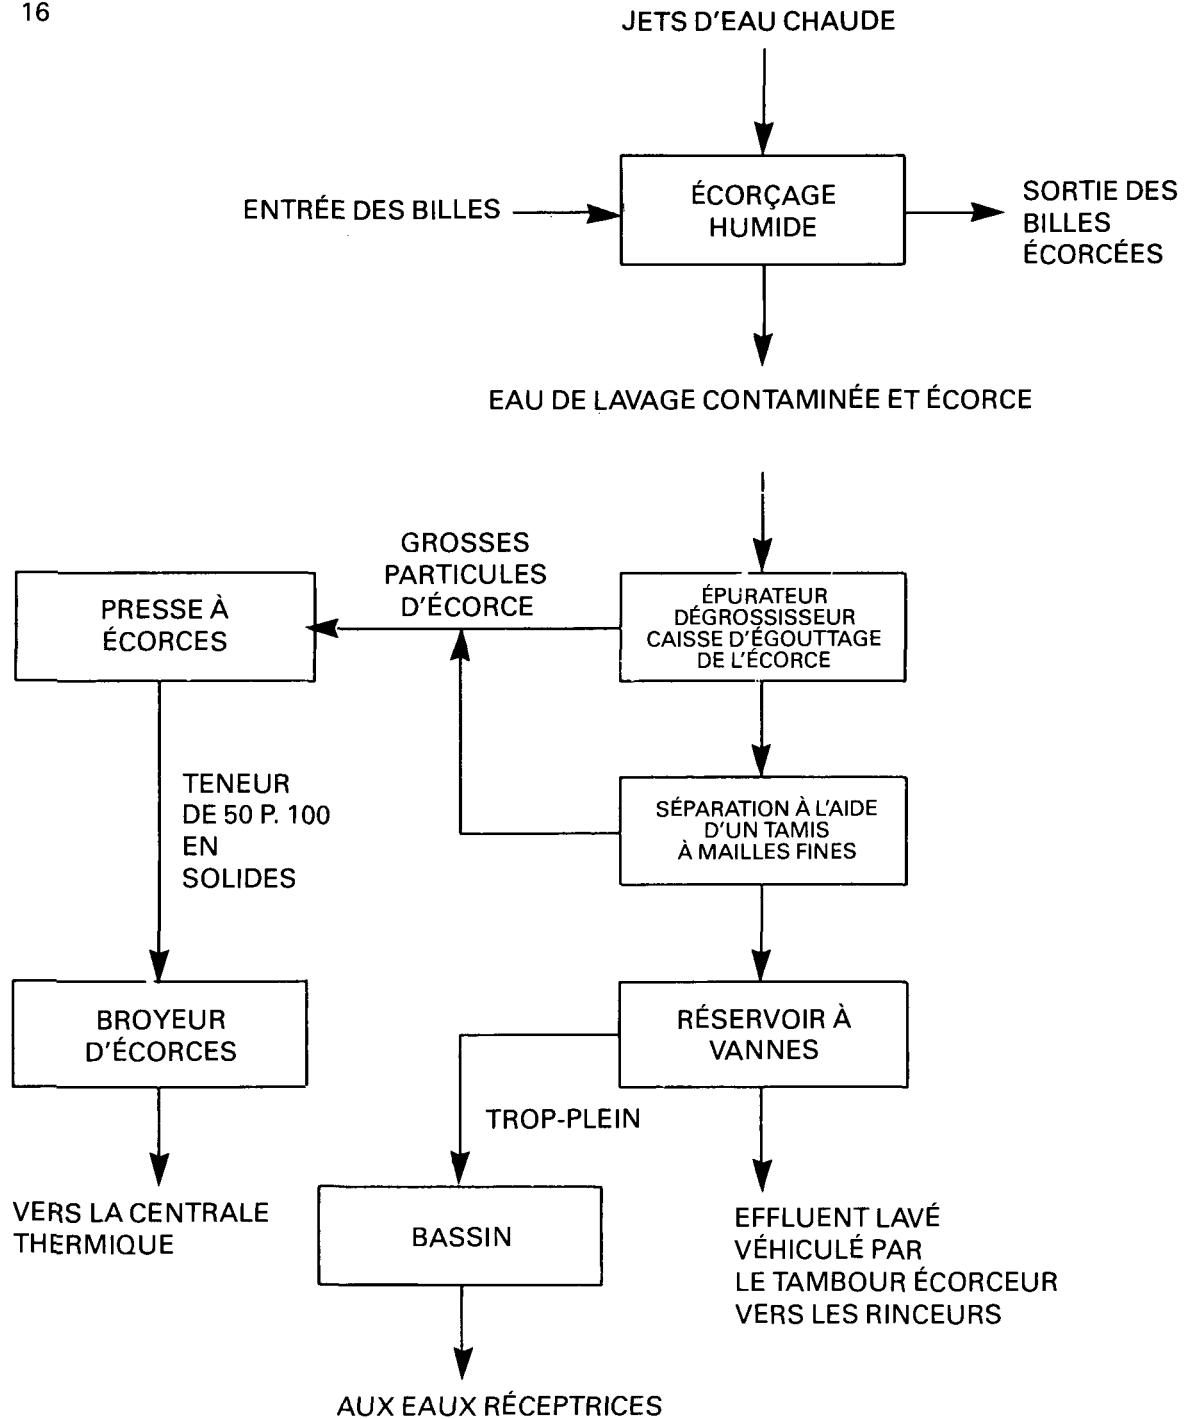 16
JETS D'EAU CHAUDE
ENTRÉE DES BILLES
ÉCORÇAGE
HUMIDE
SORTIE DES
BILLES
ÉCORCÉES
EAU DE LAVAGE CONTAMINÉE ET ÉCORCE
GROSSES
PARTICULES
D'ÉCORCE
PRESSE À
ÉCORCES
ÉPURATEUR
DÉGROSSISSEUR
CAISSE D'ÉGOUTTAGE
DE L'ÉCORCE
TENEUR
DE 50 P. 100
EN
SOLIDES
SÉPARATION À L'AIDE
D'UN TAMIS
À MAILLES FINES
BROYEUR
D'ÉCORCES
RÉSERVOIR À
VANNES
TROP-PLEIN
VERS LA CENTRALE
THERMIQUE
BASSIN
EFFLUENT LAVÉ
VÉHICULÉ PAR
LE TAMBOUR ÉCORCEUR
VERS LES RINCEURS
AUX EAUX RÉCEPTRICES